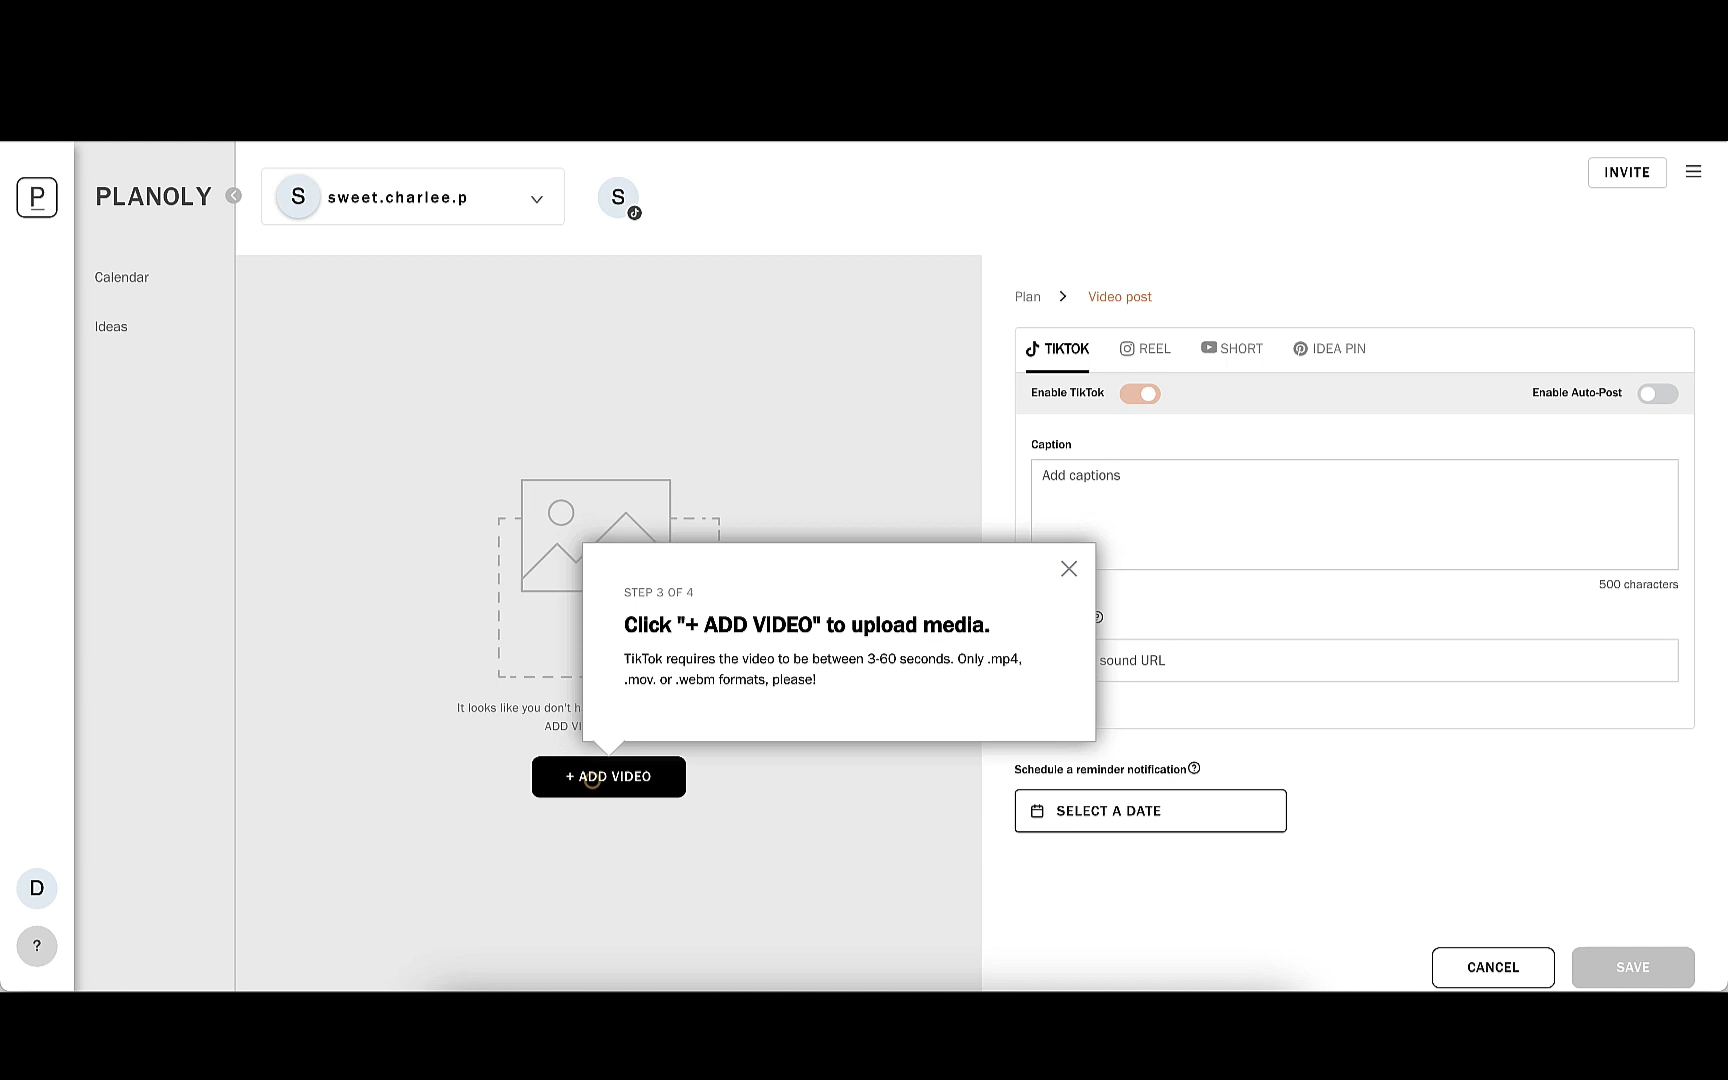 P
PLANOLY
S
sweet.charlee.p
S
INVITE
Calendar
Ideas
Plan
Video post
TIKTOK
REEL
SHORT
IDEA PIN
Enable TikTok
Enable Auto-Post
Caption
Add captions
500 characters
sound URL
STEP 3 OF 4
Click "+ ADD VIDEO" to upload media.
TikTok requires the video to be between 3-60 seconds. Only .mp4,
.mov. or .webm formats, please!
It looks like you don't
ADD
+ ADD VIDEO
Schedule a reminder notification
SELECT A DATE
D
?
CANCEL
SAVE